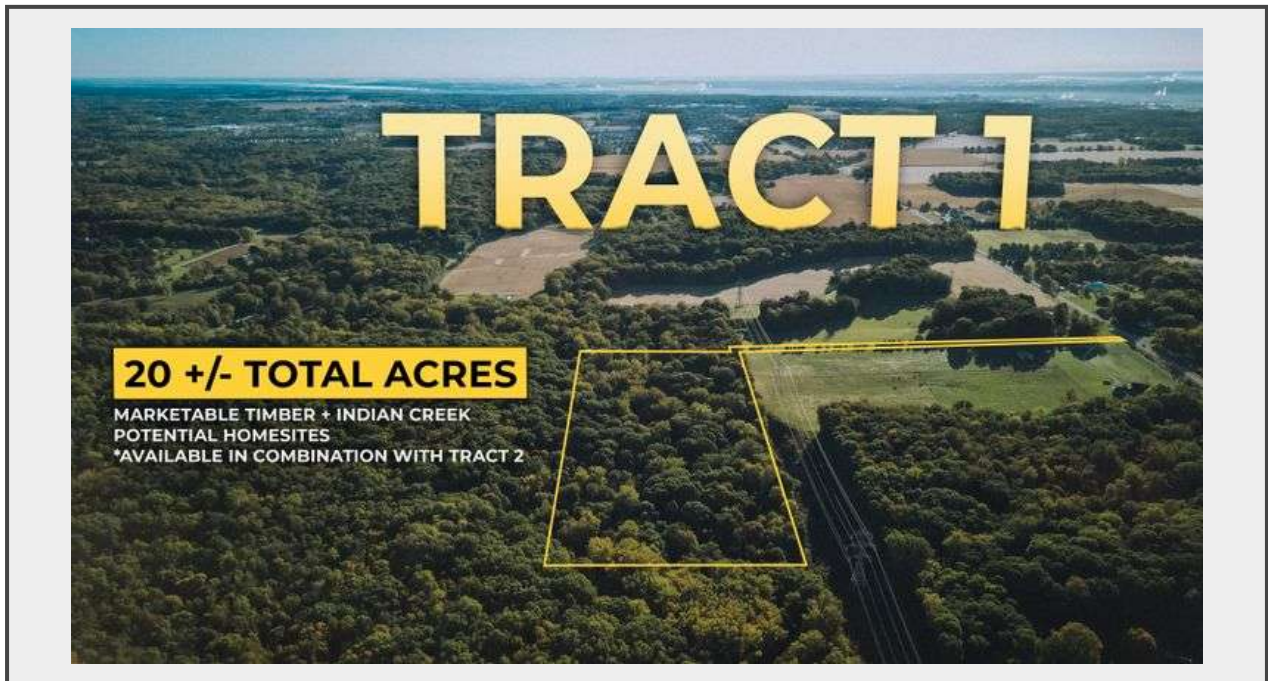 TRACT 1
20 +/- TOTAL ACRES
MARKETABLE TIMBER + INDIAN CREEK
POTENTIAL HOMESITES
*AVAILABLE IN COMBINATION WITH TRACT 2